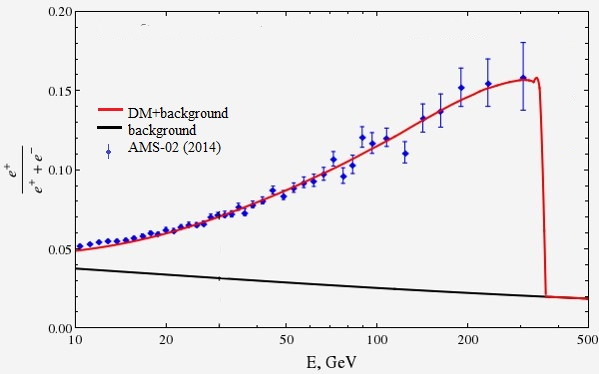 0.20
0.15
0.10
0.05
0.00
e⁺
e⁺ + e⁻
DM+background
background
AMS-02 (2014)
10 20 50 100 200 500
E, GeV